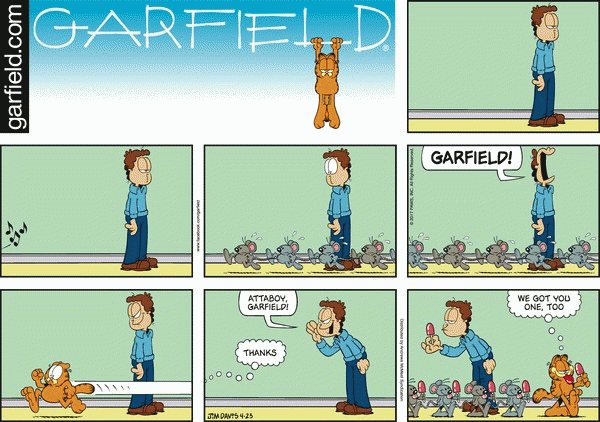 garfield.com
GARFIELD
®
www.facebook.com/garfield
GARFIELD!
© 2017 PAWS, INC. All Rights Reserved.
ATTABOY,
GARFIELD!
THANKS
JIM DAVIS 4·23
Distributed by Andrews McMeel Syndication
WE GOT YOU
ONE, TOO